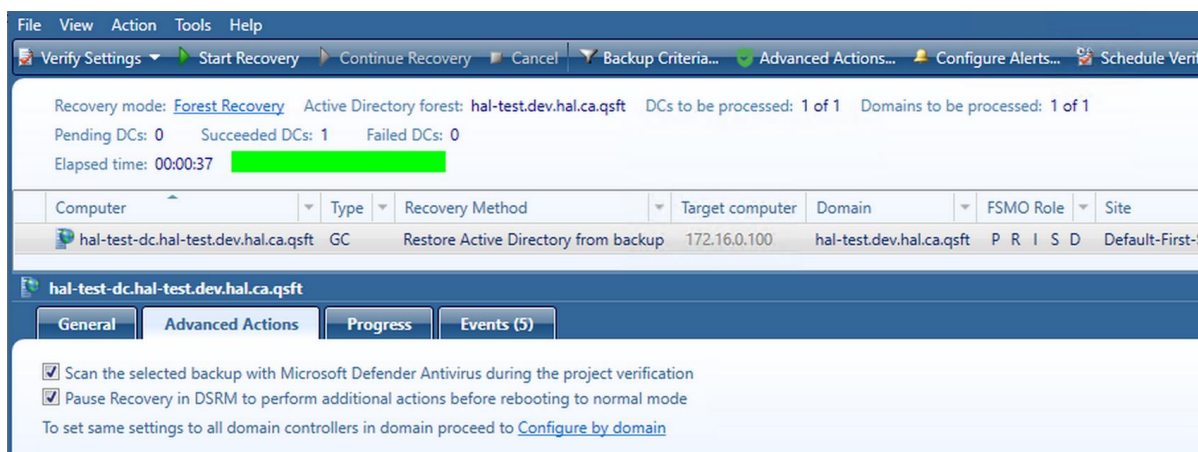 File View Action Tools Help
Verify Settings Start Recovery Continue Recovery Cancel Backup Criteria... Advanced Actions... Configure Alerts... Schedule Verif
Recovery mode: Forest Recovery Active Directory forest: hal-test.dev.hal.ca.qsft DCs to be processed: 1 of 1 Domains to be processed: 1 of 1
Pending DCs: 0 Succeeded DCs: 1 Failed DCs: 0
Elapsed time: 00:00:37
Computer Type Recovery Method Target computer Domain FSMO Role Site
hal-test-dc.hal-test.dev.hal.ca.qsft GC Restore Active Directory from backup 172.16.0.100 hal-test.dev.hal.ca.qsft P R I S D Default-First-S
hal-test-dc.hal-test.dev.hal.ca.qsft
General Advanced Actions Progress Events (5)
Scan the selected backup with Microsoft Defender Antivirus during the project verification
Pause Recovery in DSRM to perform additional actions before rebooting to normal mode
To set same settings to all domain controllers in domain proceed to Configure by domain